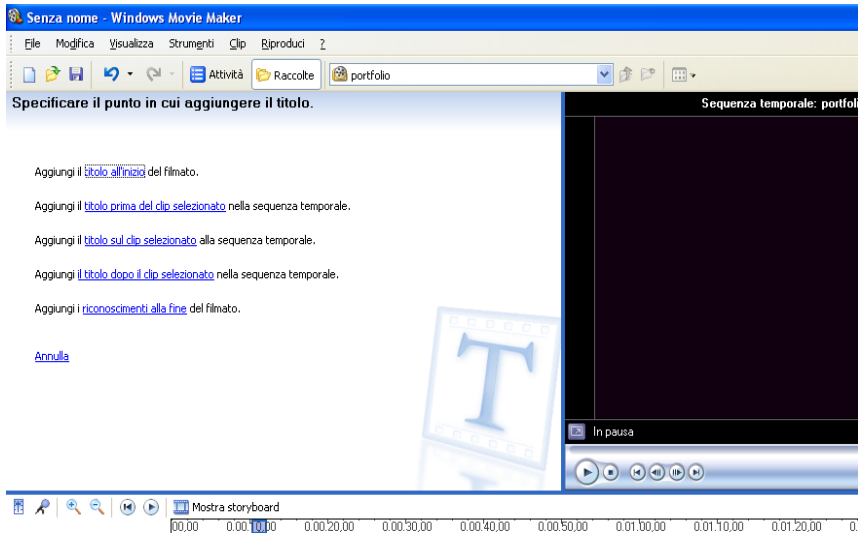 Senza nome - Windows Movie Maker
File Modifica Visualizza Strumenti Clip Riproduci ?
Attività Raccolte portfolio
Specificare il punto in cui aggiungere il titolo.
Sequenza temporale: portfoli
Aggiungi il titolo all'inizio del filmato.
Aggiungi il titolo prima del clip selezionato nella sequenza temporale.
Aggiungi il titolo sul clip selezionato alla sequenza temporale.
Aggiungi il titolo dopo il clip selezionato nella sequenza temporale.
Aggiungi i riconoscimenti alla fine del filmato.
Annulla
T
In pausa
Mostra storyboard
00,00 0.00.10,00 0.00.20,00 0.00.30,00 0.00.40,00 0.00.50,00 0.01.00,00 0.01.10,00 0.01.20,00 0.